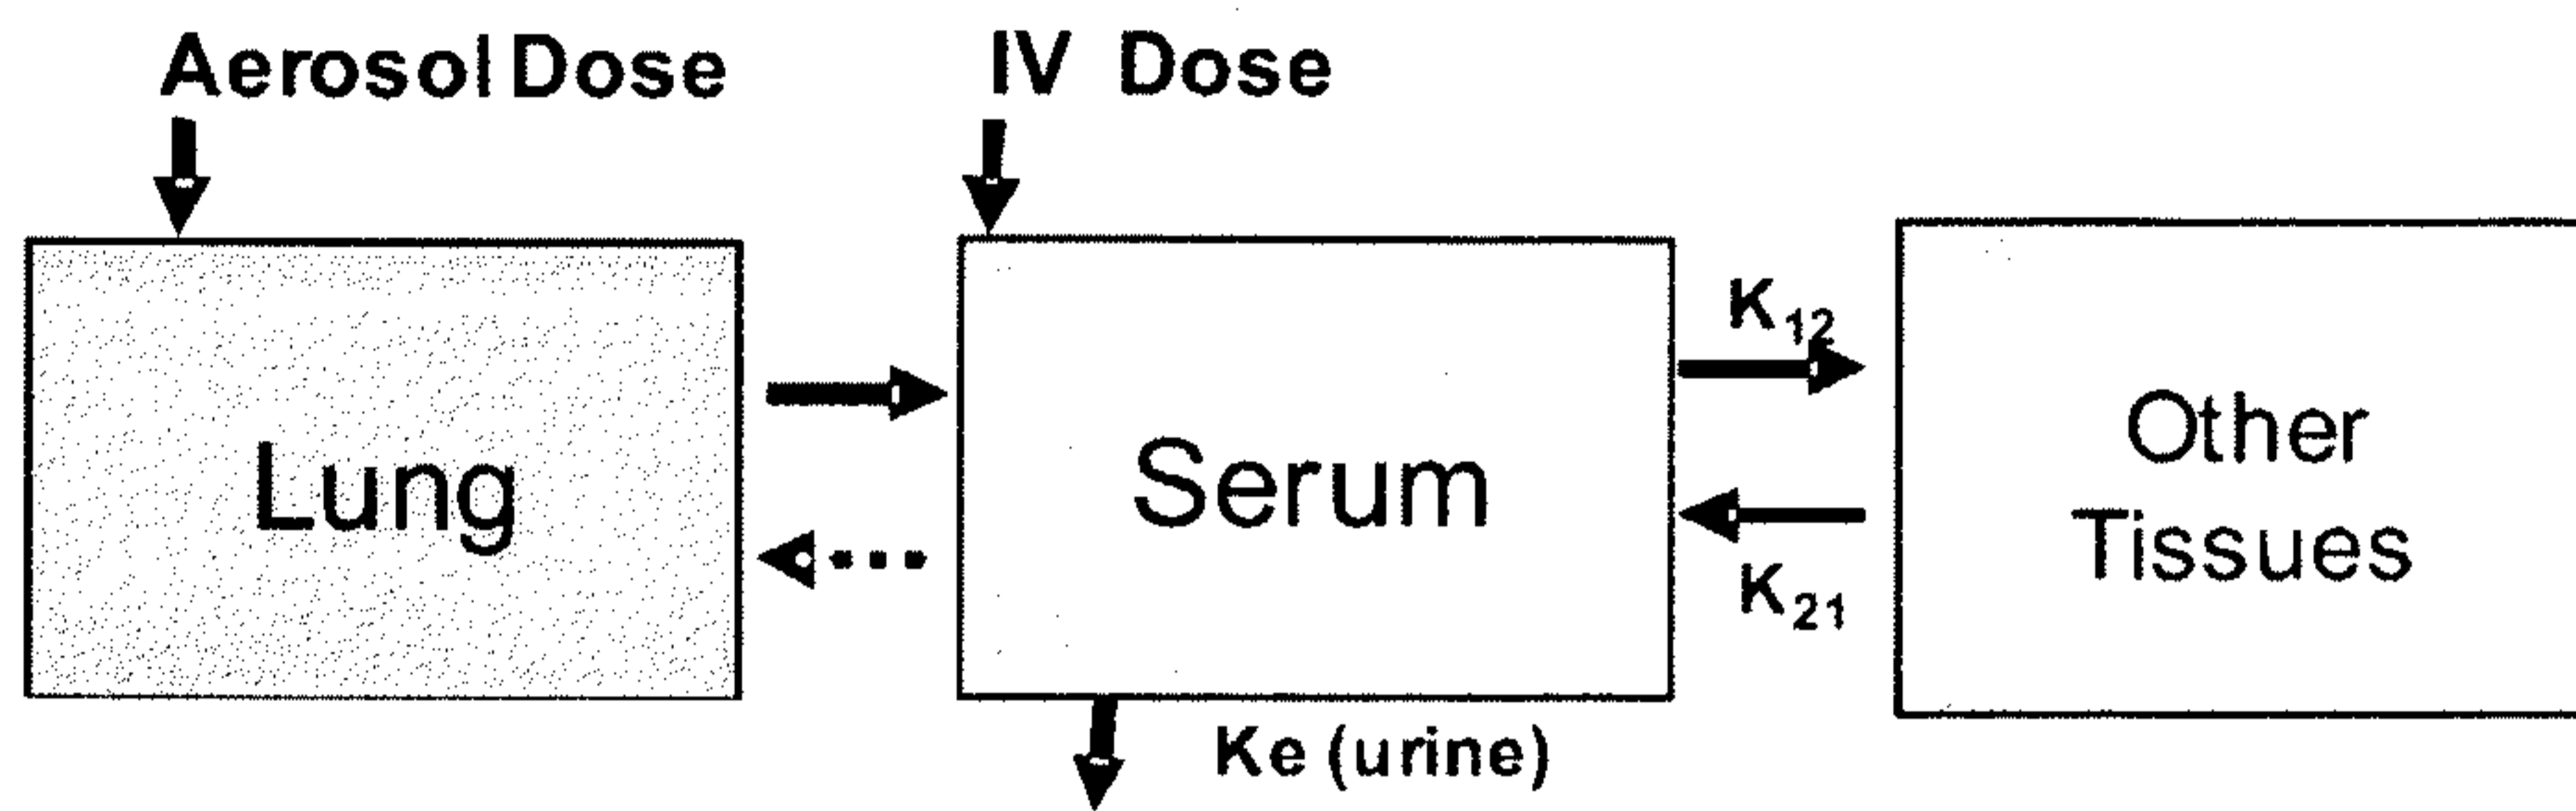 Aerosol Dose
IV Dose
Lung
Serum
K12
K21
Other
Tissues
Ke (urine)